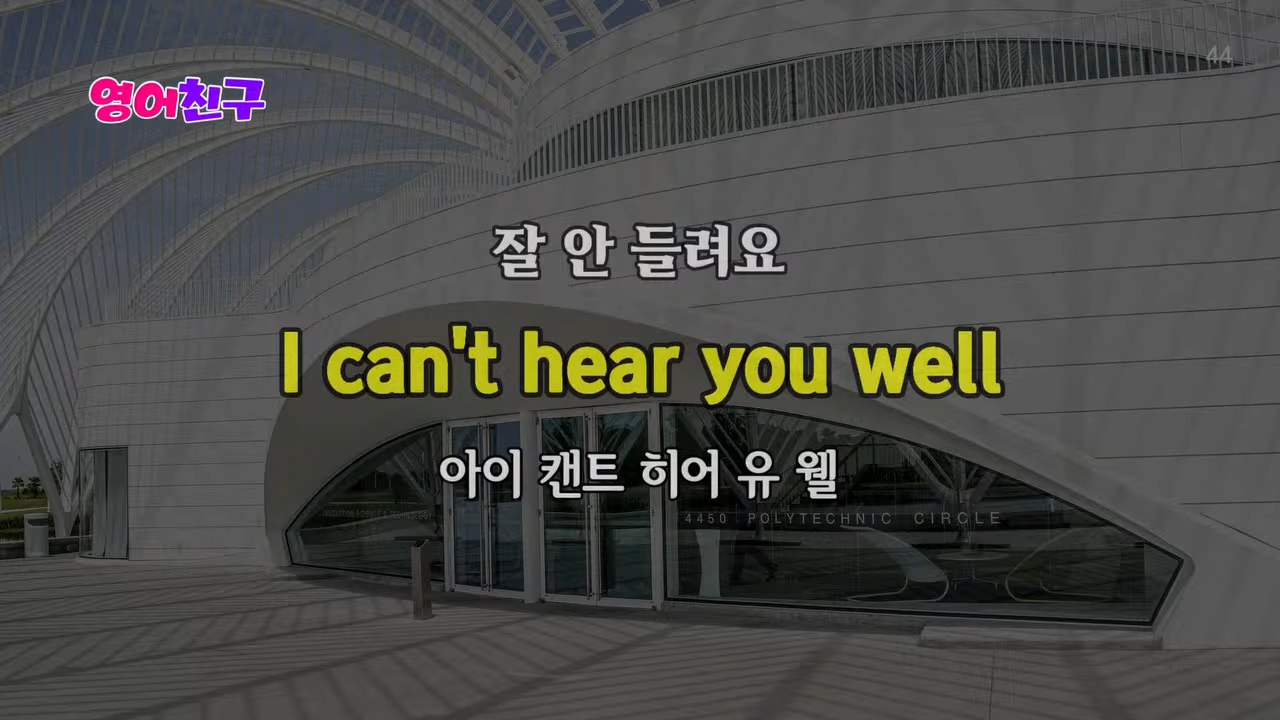 44
영어친구
잘 안 들려요
I can't hear you well
아이 캔트 히어 유 웰
4450 POLYTECHNIC CIRCLE